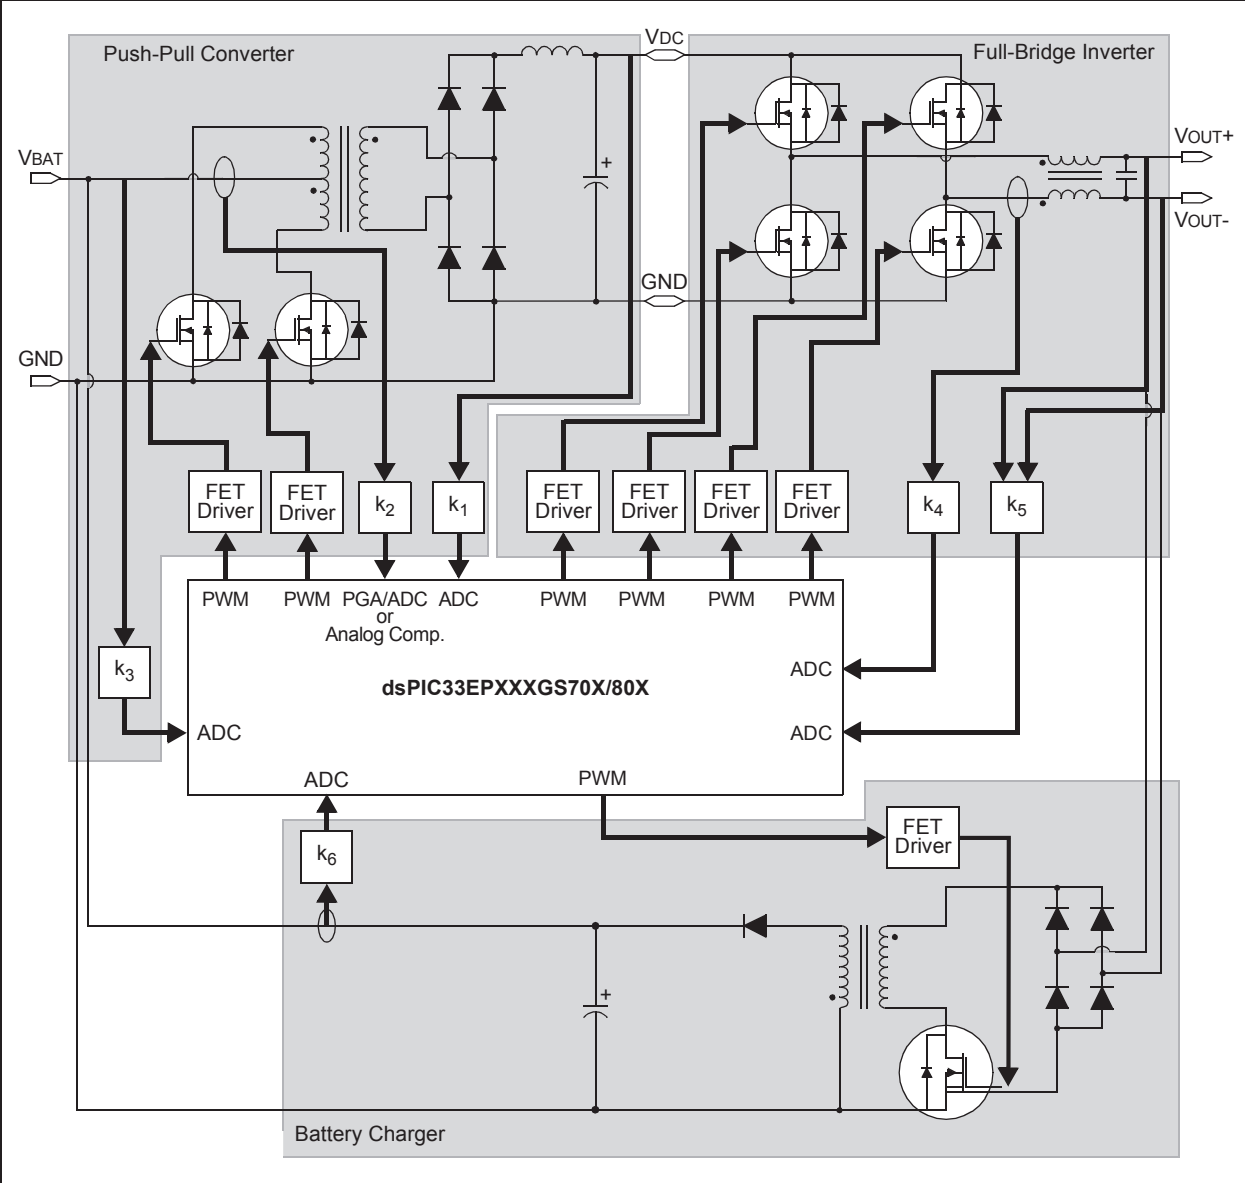 Push-Pull Converter
VDC
Full-Bridge Inverter
VBAT
+
VOUT+
VOUT-
GND
GND
FET
Driver
FET
Driver
k2
k1
FET
Driver
FET
Driver
FET
Driver
FET
Driver
k4
k5
PWM
PWM
PGA/ADC
or
Analog Comp.
ADC
PWM
PWM
PWM
PWM
k3
ADC
dsPIC33EPXXXGS70X/80X
ADC
ADC
ADC
PWM
k6
FET
Driver
+
Battery Charger